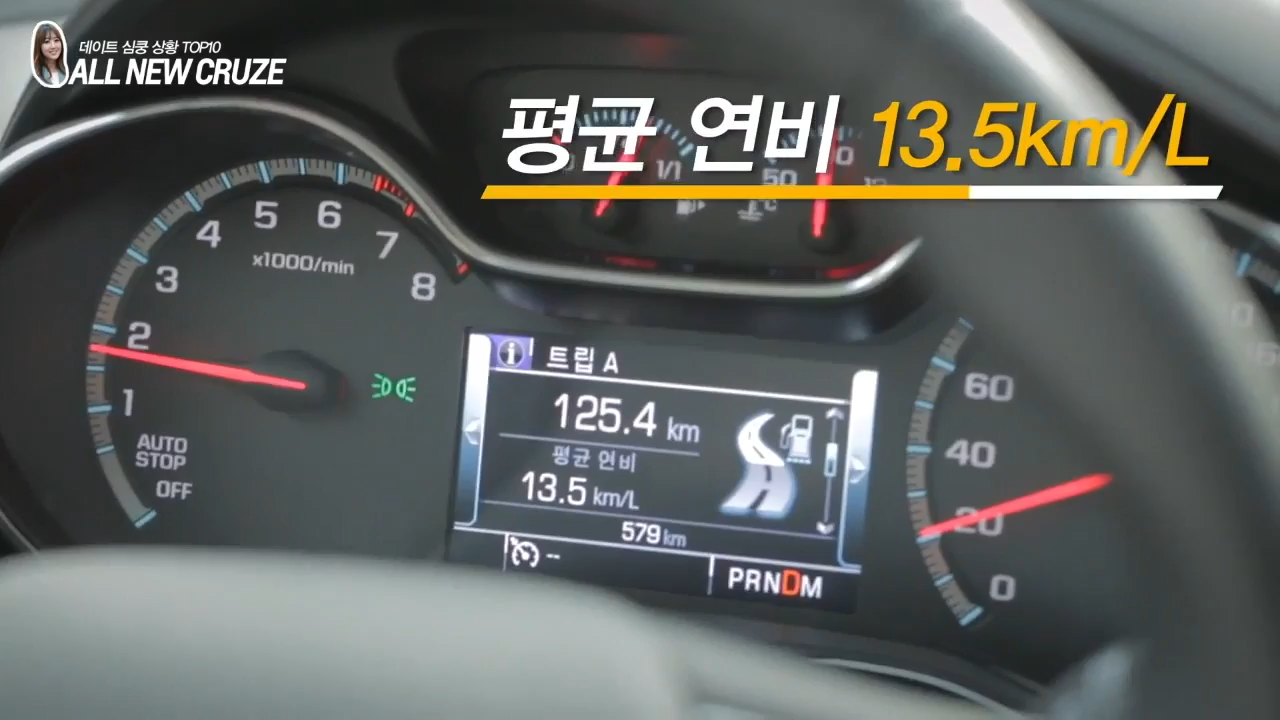 데이트 심쿵 상황 TOP10
ALL NEW CRUZE
평균 연비 13.5km/L
1/1
50
5 6
4 7
x1000/min
3 8
2
1
AUTO
STOP
OFF
i 트립 A
125.4 km
평균 연비
13.5 km/L
579 km
--
PRNDM
60
40
20
0